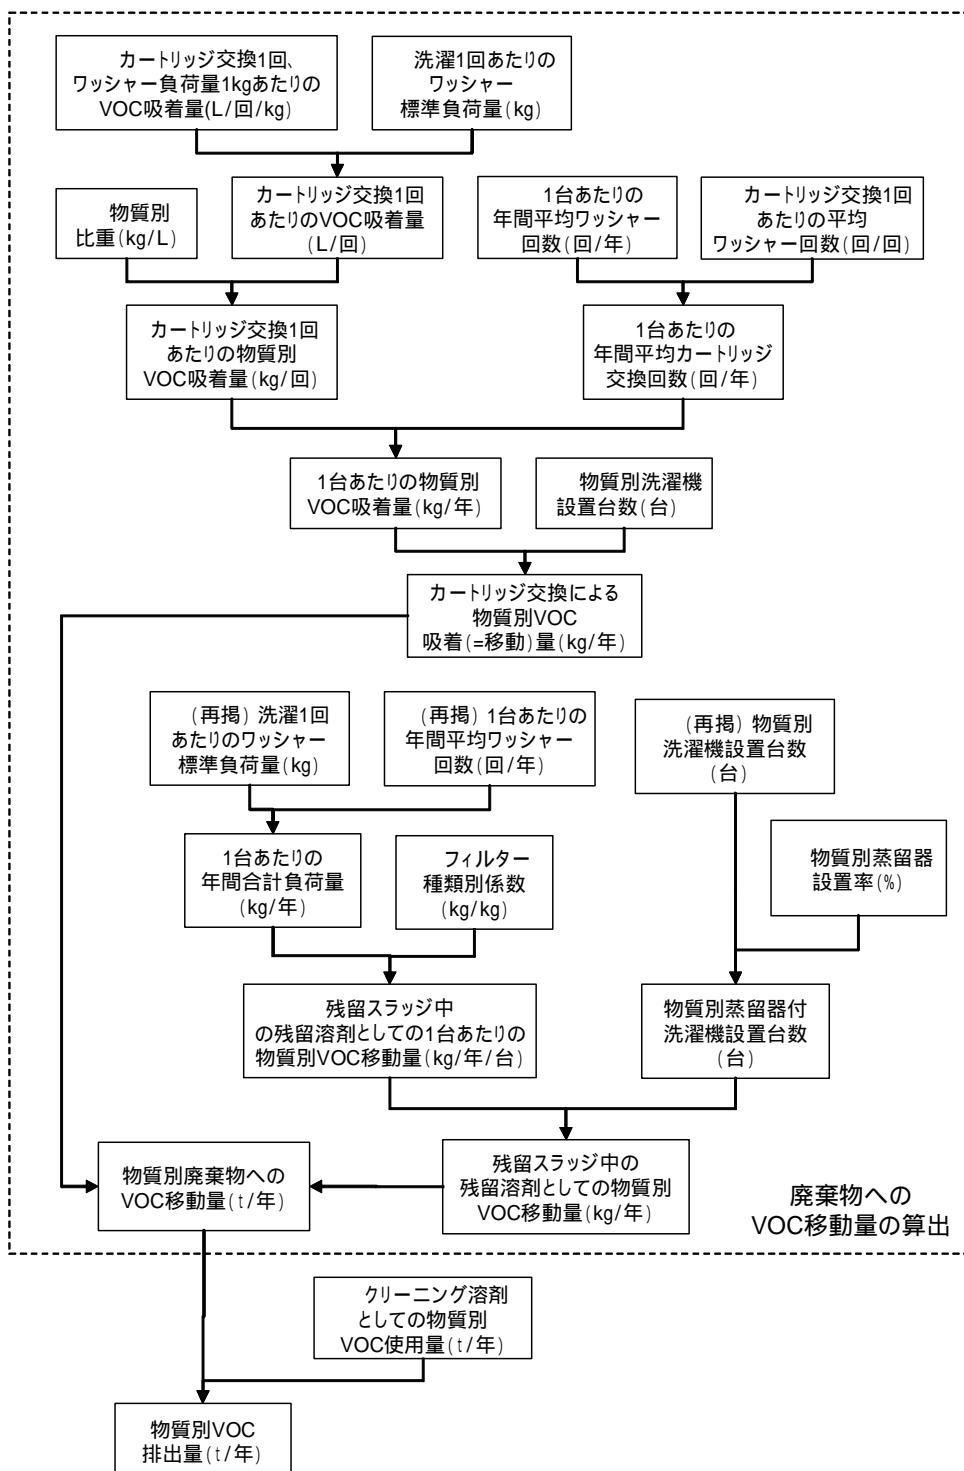 カートリッジ交換1回、
ワッシャー負荷量1kgあたりの
VOC吸着量(L/回/kg)
洗濯1回あたりの
ワッシャー
標準負荷量(kg)
物質別
比重(kg/L)
カートリッジ交換1回
あたりのVOC吸着量
(L/回)
1台あたりの
年間平均ワッシャー
回数(回/年)
カートリッジ交換1回
あたりの平均
ワッシャー回数(回/回)
カートリッジ交換1回
あたりの物質別
VOC吸着量(kg/回)
1台あたりの
年間平均カートリッジ
交換回数(回/年)
1台あたりの物質別
VOC吸着量(kg/年)
物質別洗濯機
設置台数(台)
カートリッジ交換による
物質別VOC
吸着(=移動)量(kg/年)
(再掲)洗濯1回
あたりのワッシャー
標準負荷量(kg)
(再掲)1台あたりの
年間平均ワッシャー
回数(回/年)
(再掲)物質別
洗濯機設置台数
(台)
1台あたりの
年間合計負荷量
(kg/年)
フィルター
種類別係数
(kg/kg)
物質別蒸留器
設置率(%)
残留スラッジ中
の残留溶剤としての1台あたりの
物質別VOC移動量(kg/年/台)
物質別蒸留器付
洗濯機設置台数
(台)
物質別廃棄物への
VOC移動量(t/年)
残留スラッジ中の
残留溶剤としての物質別
VOC移動量(kg/年)
廃棄物への
VOC移動量の算出
クリーニング溶剤
としての物質別
VOC使用量(t/年)
物質別VOC
排出量(t/年)